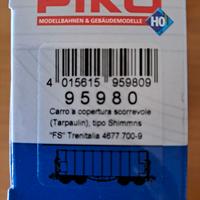 PIKO
MODELLBAHNEN & GEBÄUDEMODELLE
H0
4 015615 959809
95980
Carro a copertura scorrevole
(Tarpaulin), tipo Shimmns
"FS" Trenitalia 4677 700-9